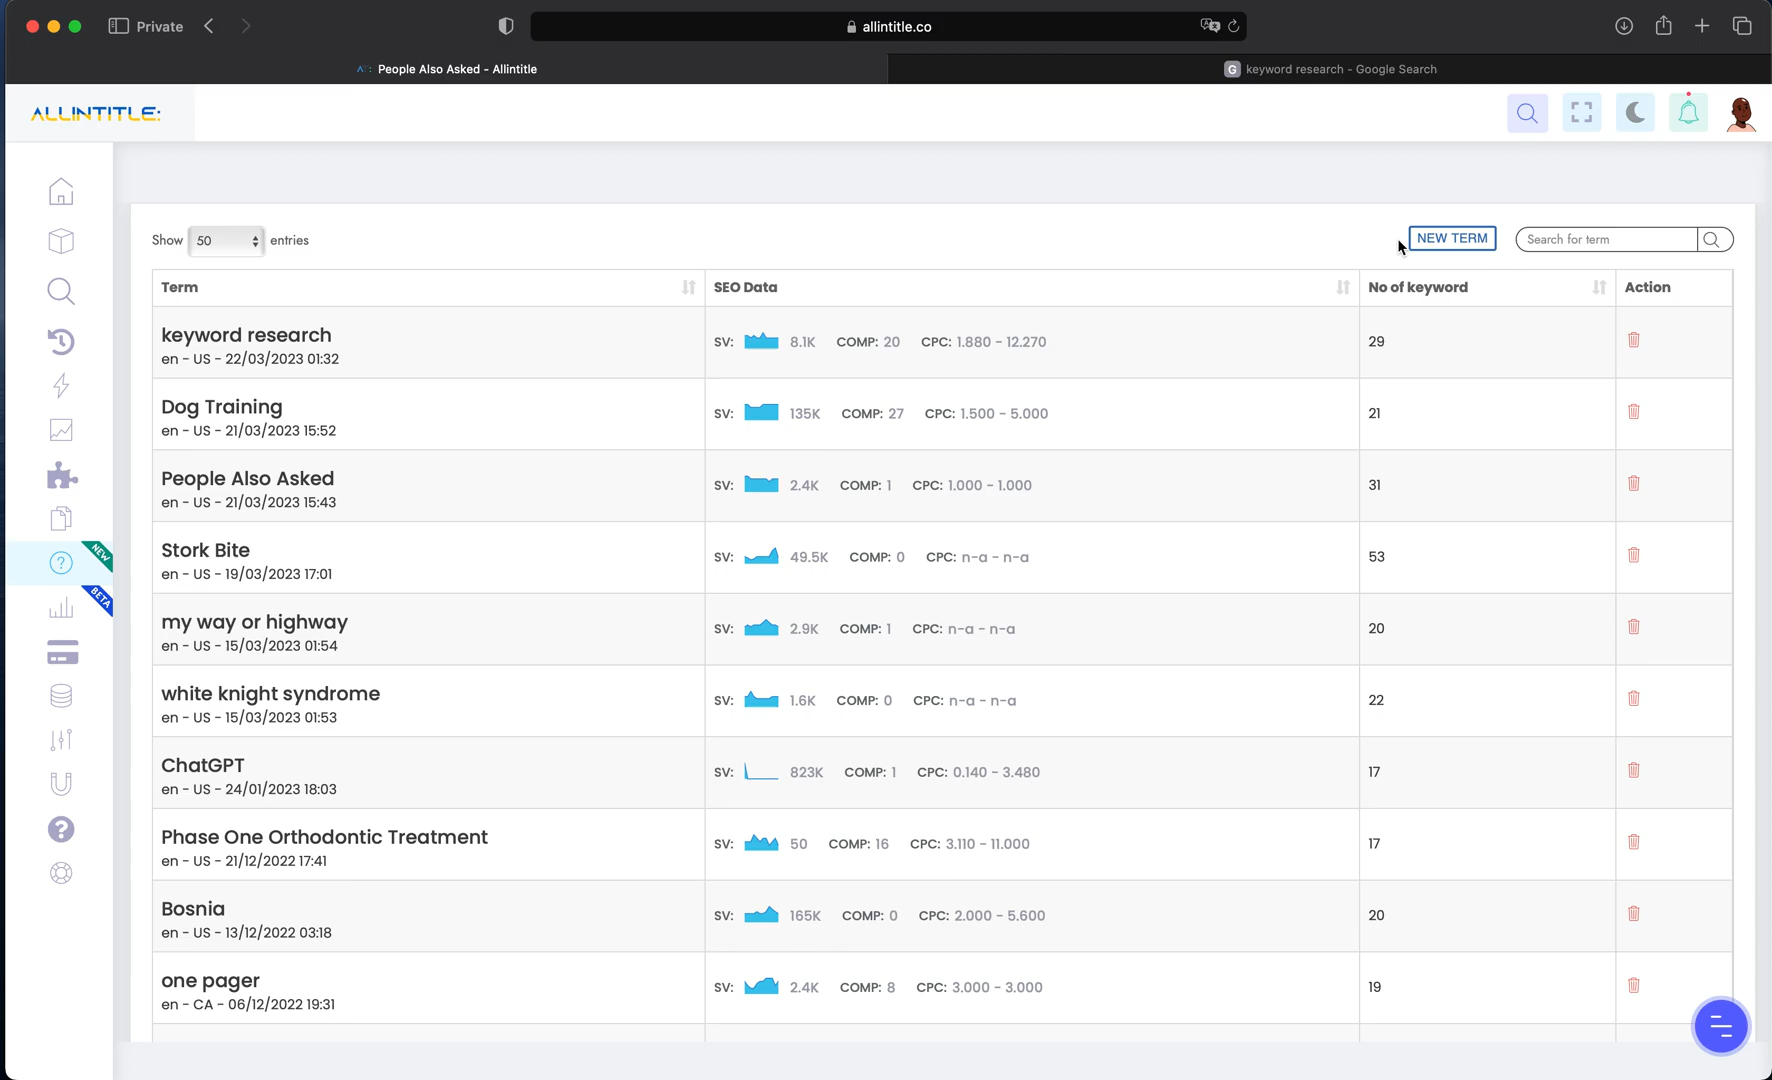 Private
allintitle.co
People Also Asked - Allintitle
G keyword research - Google Search
ALLINTITLE:
Show 50 entries
NEW TERM
Search for term
Term
SEO Data
No of keyword
Action
keyword research
en - US - 22/03/2023 01:32
SV: 8.1K COMP: 20 CPC: 1.880 - 12.270
29
Dog Training
en - US - 21/03/2023 15:52
SV: 135K COMP: 27 CPC: 1.500 - 5.000
21
People Also Asked
en - US - 21/03/2023 15:43
SV: 2.4K COMP: 1 CPC: 1.000 - 1.000
31
Stork Bite
en - US - 19/03/2023 17:01
SV: 49.5K COMP: 0 CPC: n-a - n-a
53
NEW
BETA
my way or highway
en - US - 15/03/2023 01:54
SV: 2.9K COMP: 1 CPC: n-a - n-a
20
white knight syndrome
en - US - 15/03/2023 01:53
SV: 1.6K COMP: 0 CPC: n-a - n-a
22
ChatGPT
en - US - 24/01/2023 18:03
SV: 823K COMP: 1 CPC: 0.140 - 3.480
17
Phase One Orthodontic Treatment
en - US - 21/12/2022 17:41
SV: 50 COMP: 16 CPC: 3.110 - 11.000
17
Bosnia
en - US - 13/12/2022 03:18
SV: 165K COMP: 0 CPC: 2.000 - 5.600
20
one pager
en - CA - 06/12/2022 19:31
SV: 2.4K COMP: 8 CPC: 3.000 - 3.000
19